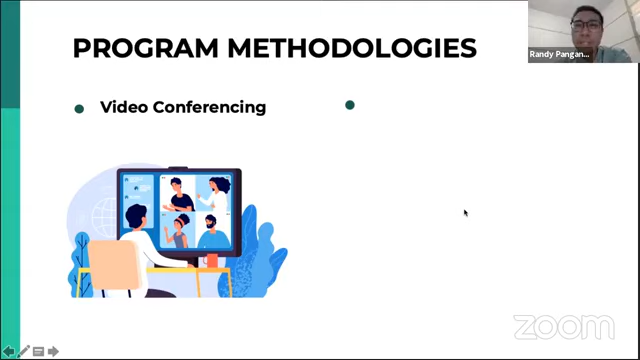 PROGRAM METHODOLOGIES
Randy Pangan...
Video Conferencing
zoom